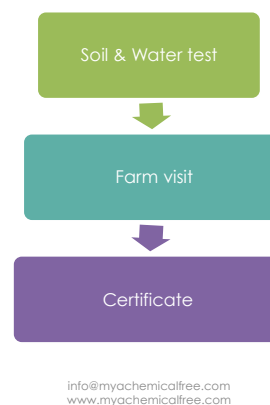 Soil & Water test
Farm visit
Certificate
info@myachemicalfree.com
www.myachemicalfree.com